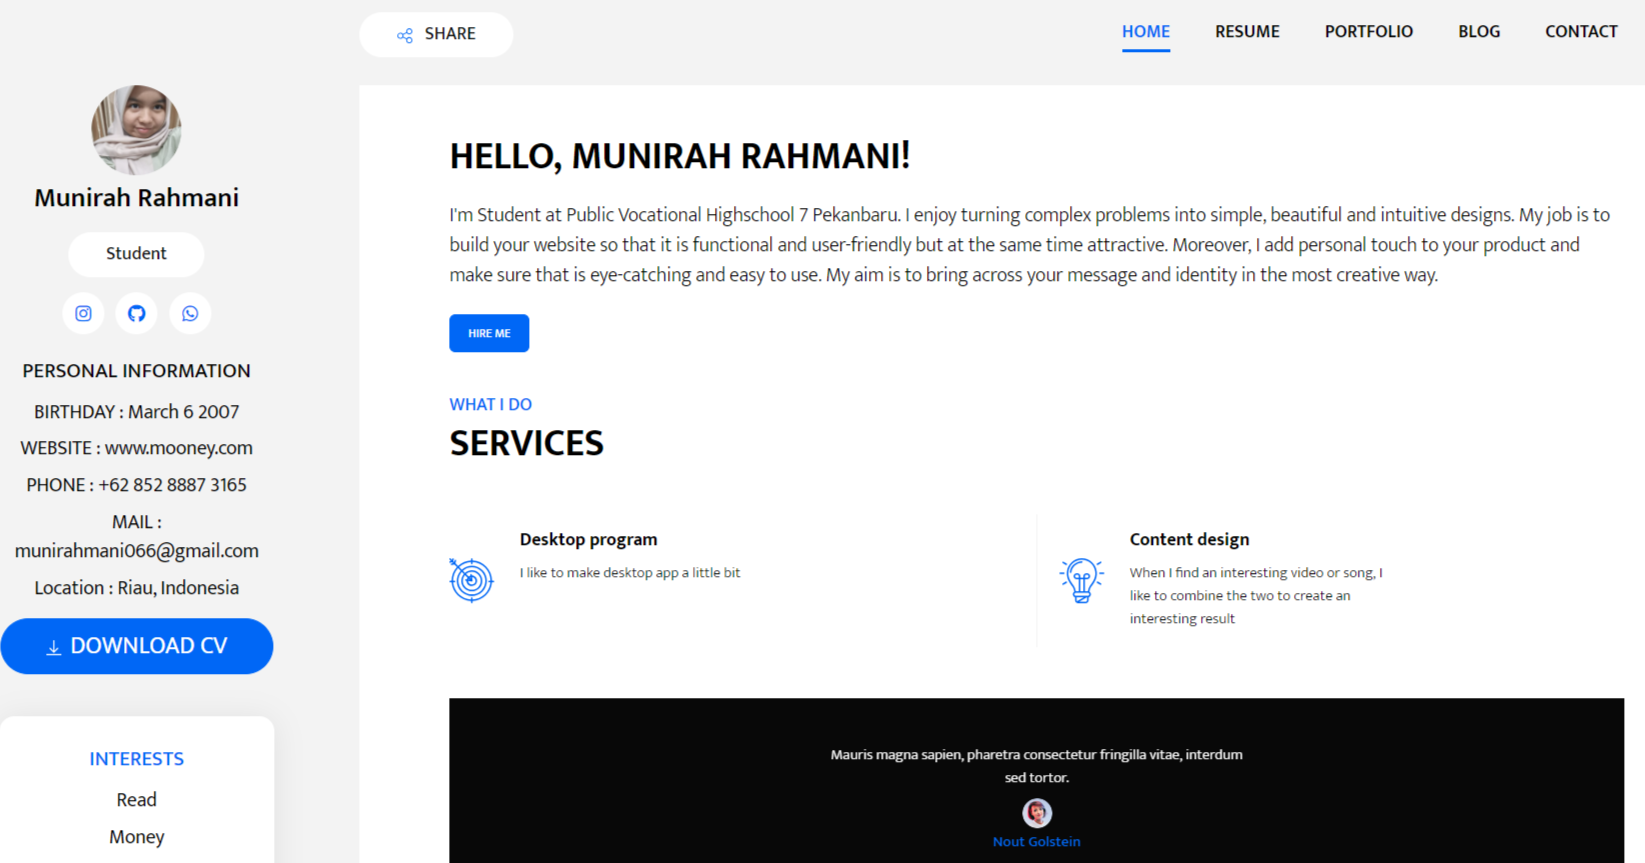 SHARE
HOME RESUME PORTFOLIO BLOG CONTACT
Munirah Rahmani
Student
PERSONAL INFORMATION
BIRTHDAY : March 6 2007
WEBSITE : www.mooney.com
PHONE : +62 852 8887 3165
MAIL :
munirahmani066@gmail.com
Location : Riau, Indonesia
DOWNLOAD CV
INTERESTS
Read
Money
HELLO, MUNIRAH RAHMANI!
I'm Student at Public Vocational Highschool 7 Pekanbaru. I enjoy turning complex problems into simple, beautiful and intuitive designs. My job is to
build your website so that it is functional and user-friendly but at the same time attractive. Moreover, I add personal touch to your product and
make sure that is eye-catching and easy to use. My aim is to bring across your message and identity in the most creative way.
HIRE ME
WHAT I DO
SERVICES
Desktop program
I like to make desktop app a little bit
Content design
When I find an interesting video or song, I
like to combine the two to create an
interesting result
Mauris magna sapien, pharetra consectetur fringilla vitae, interdum
sed tortor.
Nout Golstein